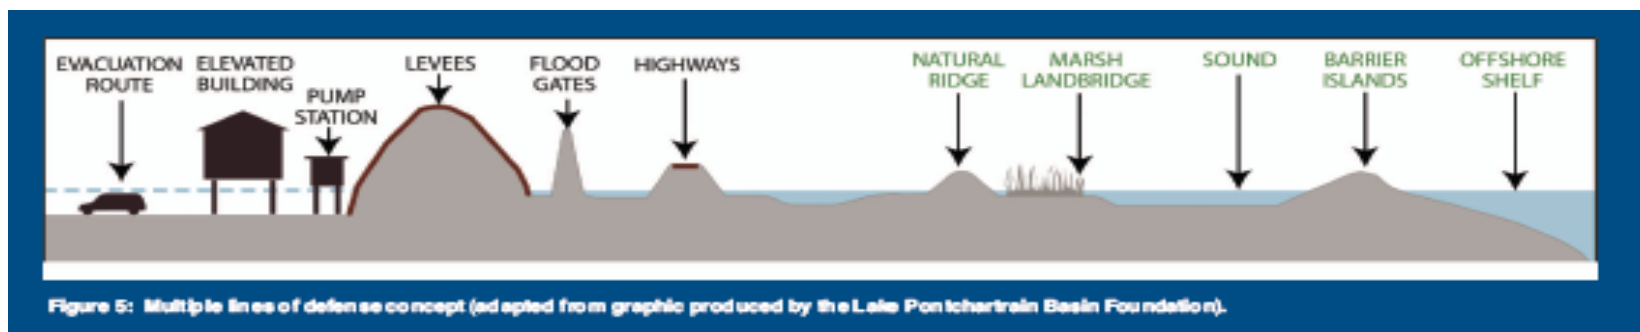 EVACUATION
ROUTE
ELEVATED
BUILDING
PUMP
STATION
LEVEES
FLOOD
GATES
HIGHWAYS
NATURAL
RIDGE
MARSH
LANDBRIDGE
SOUND
BARRIER
ISLANDS
OFFSHORE
SHELF
Figure 5: Multiple lines of defense concept (adapted from graphic produced by the Lake Pontchartrain Basin Foundation).